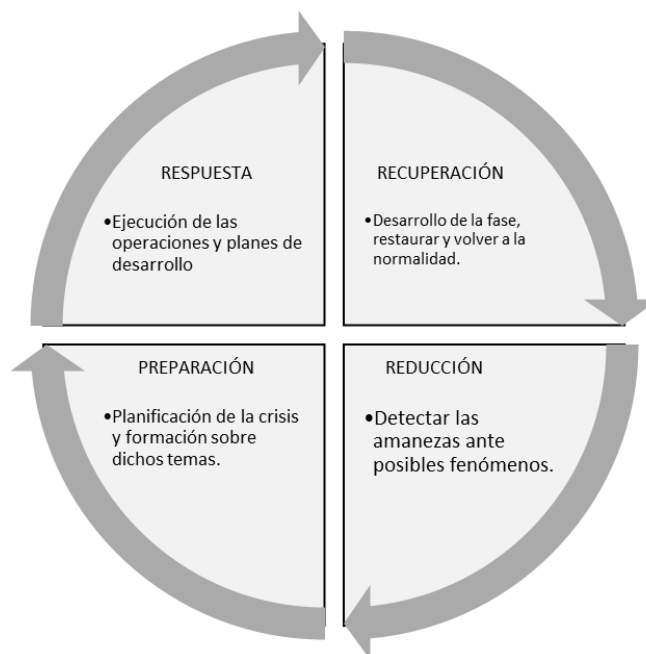 RESPUESTA
•Ejecución de las
operaciones y planes de
desarrollo
RECUPERACIÓN
•Desarrollo de la fase,
restaurar y volver a la
normalidad.
PREPARACIÓN
•Planificación de la crisis
y formación sobre
dichos temas.
REDUCCIÓN
•Detectar las
amanezas ante
posibles fenómenos.